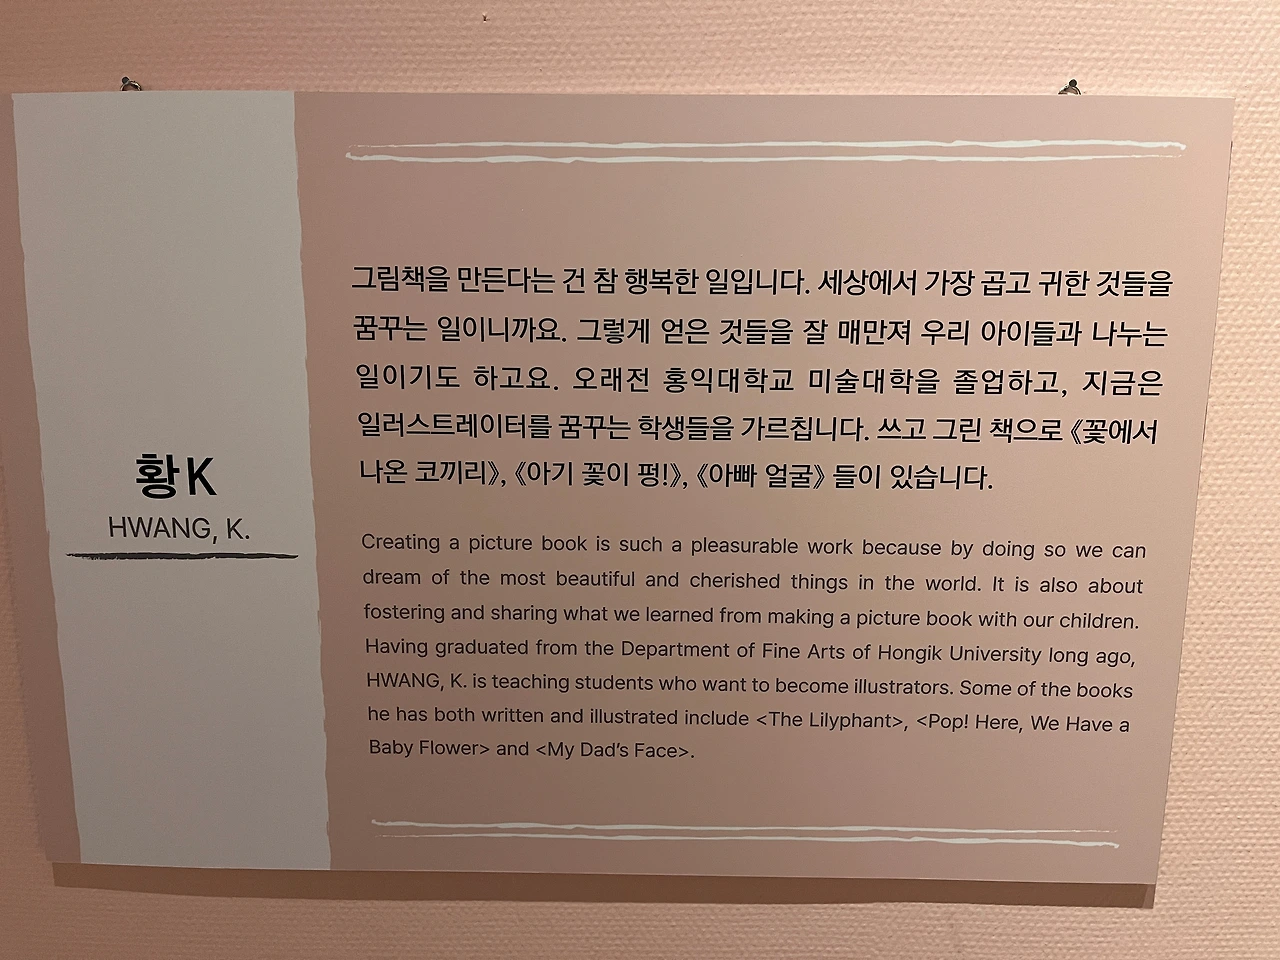 황K
HWANG, K.
그림책을 만든다는 건 참 행복한 일입니다. 세상에서 가장 곱고 귀한 것들을
꿈꾸는 일이니까요. 그렇게 얻은 것들을 잘 매만져 우리 아이들과 나누는
일이기도 하고요. 오래전 홍익대학교 미술대학을 졸업하고, 지금은
일러스트레이터를 꿈꾸는 학생들을 가르칩니다. 쓰고 그린 책으로 《꽃에서
나온 코끼리》, 《아기 꽃이 펑!》, 《아빠 얼굴》 들이 있습니다.
Creating a picture book is such a pleasurable work because by doing so we can
dream of the most beautiful and cherished things in the world. It is also about
fostering and sharing what we learned from making a picture book with our children.
Having graduated from the Department of Fine Arts of Hongik University long ago,
HWANG, K. is teaching students who want to become illustrators. Some of the books
he has both written and illustrated include <The Lilyphant>, <Pop! Here, We Have a
Baby Flower> and <My Dad's Face>.